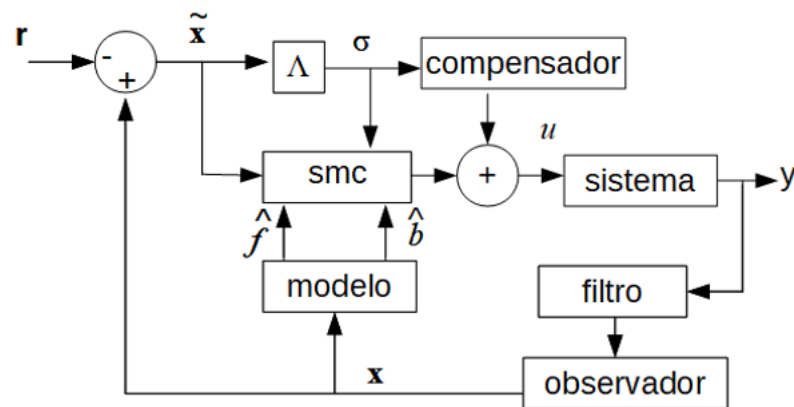 r
-
+
x̃
Λ
σ
compensador
smc
+
u
sistema
y
f̂
b̂
modelo
filtro
x
observador